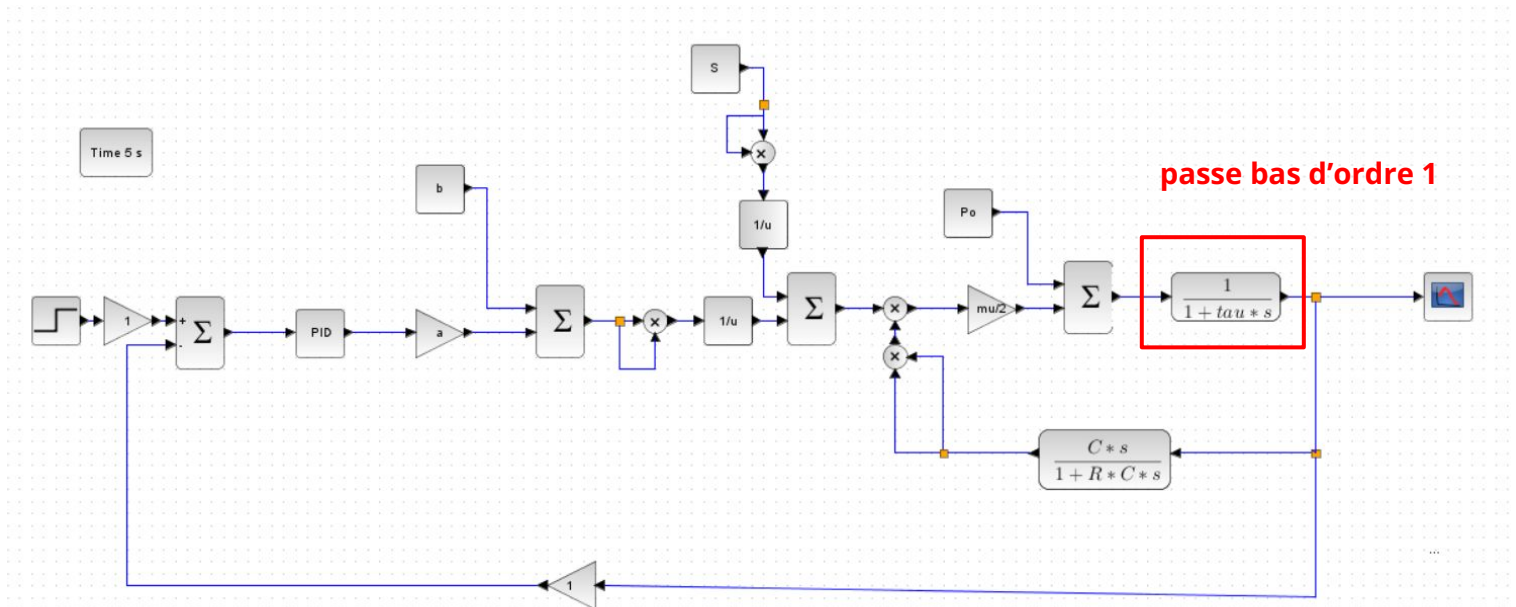 S
Time 5 s
×
passe bas d’ordre 1
b
1/u
Po
1
+
-
Σ
PID
a
Σ
×
1/u
Σ
×
mu/2
Σ
1
1 + tau ∗ s
×
C ∗ s
1 + R ∗ C ∗ s
...
1